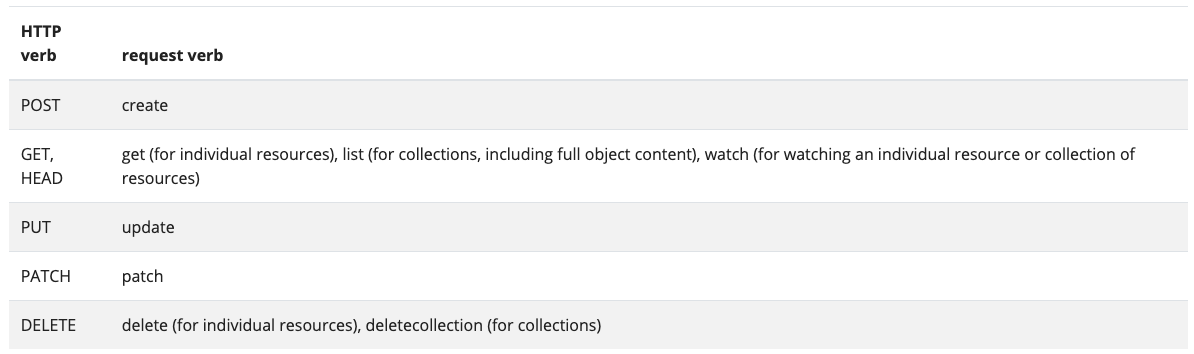 HTTP
verb request verb
POST create
GET, get (for individual resources), list (for collections, including full object content), watch (for watching an individual resource or collection of
HEAD resources)
PUT update
PATCH patch
DELETE delete (for individual resources), deletecollection (for collections)